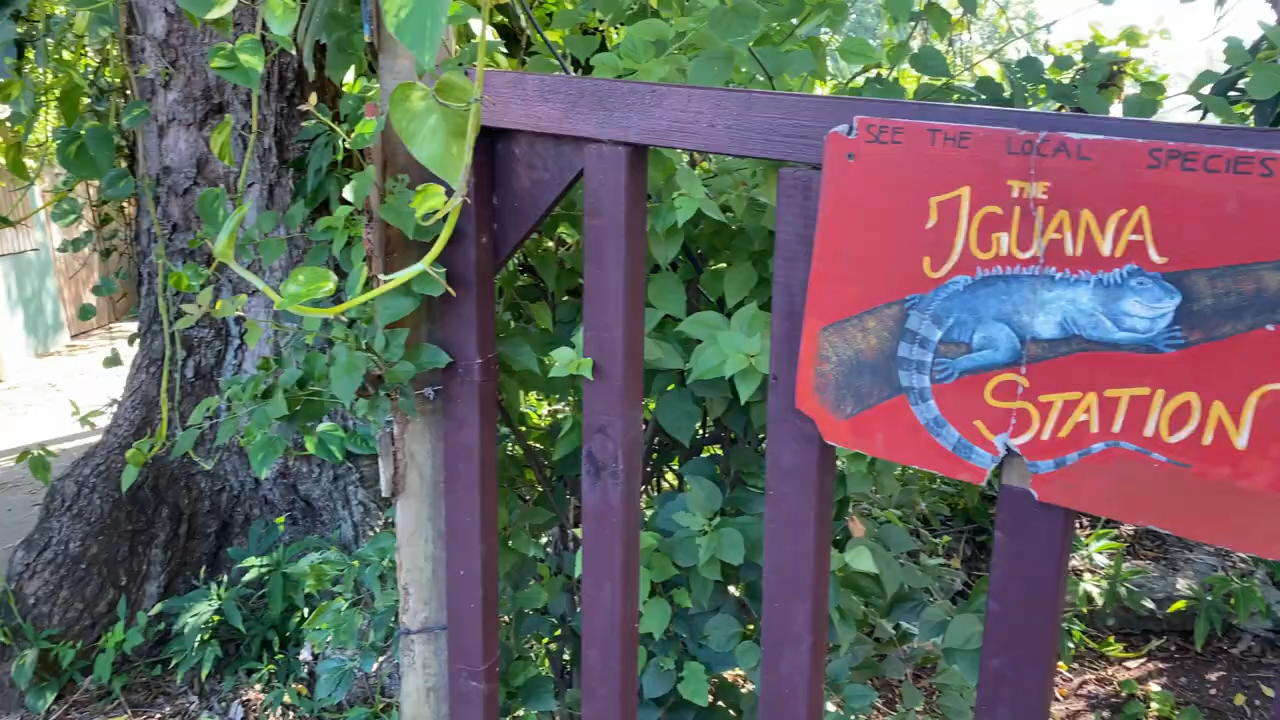 SEE THE LOCAL SPECIES
THE
IGUANA
STATION